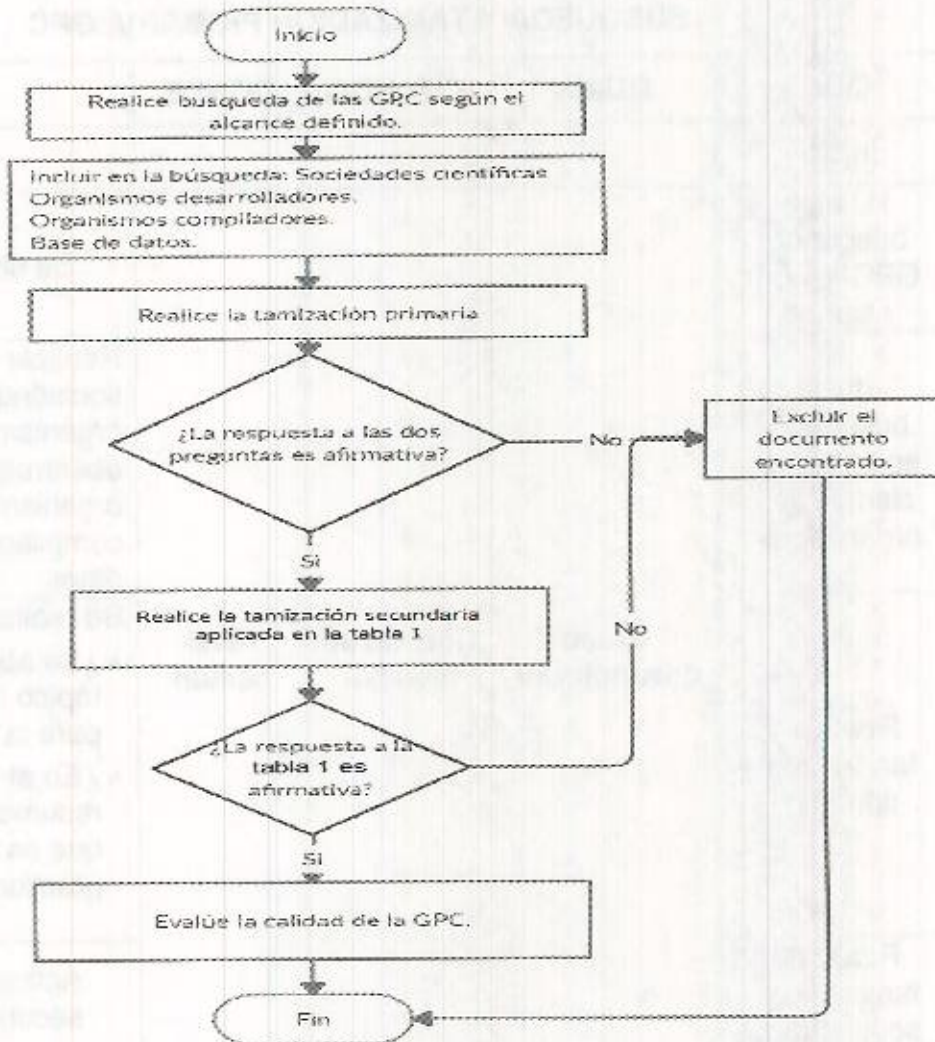 Inicio
Realice busqueda de las GPC según el
alcance definido.
Incluir en la búsqueda: Sociedades científicas
Organismos desarrolladores.
Organismos compiladores.
Base de datos.
Realice la tamización primaria
¿La respuesta a las dos
preguntas es afirmativa?
No
Excluir el
documento
encontrado.
Si
Realice la tamización secundaria
aplicada en la tabla 1
No
¿La respuesta a la
tabla 1 es
afirmativa?
Si
Evalúe la calidad de la GPC.
Fin